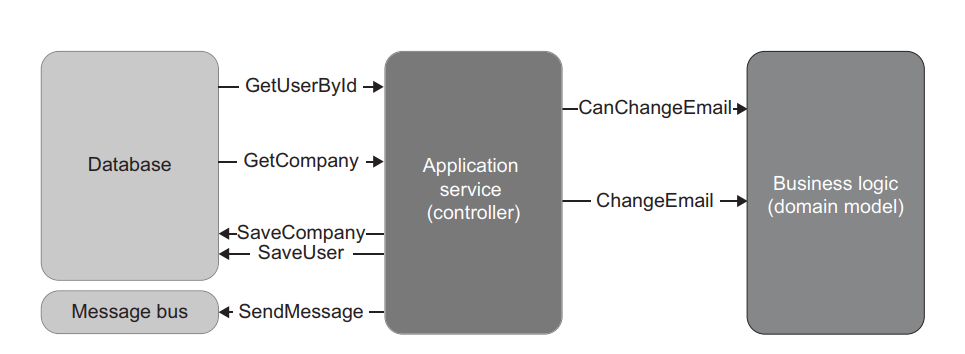 GetUserById
CanChangeEmail
Database
GetCompany
Application
service
(controller)
Business logic
(domain model)
ChangeEmail
SaveCompany
SaveUser
Message bus
SendMessage